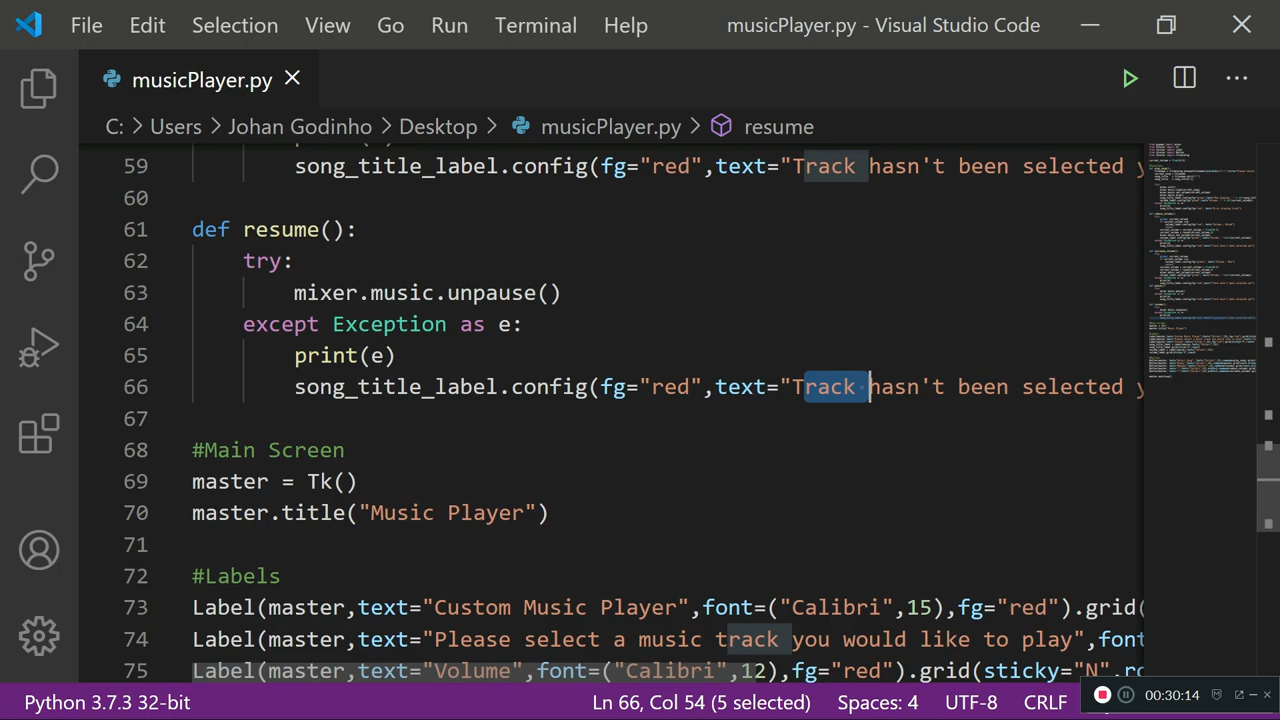 File Edit Selection View Go Run Terminal Help musicPlayer.py - Visual Studio Code
musicPlayer.py
C: > Users > Johan Godinho > Desktop > musicPlayer.py > resume
59 song_title_label.config(fg="red",text="Track hasn't been selected y
60
61 def resume():
62 try:
63 mixer.music.unpause()
64 except Exception as e:
65 print(e)
66 song_title_label.config(fg="red",text="Track hasn't been selected y
67
68 #Main Screen
69 master = Tk()
70 master.title("Music Player")
71
72 #Labels
73 Label(master,text="Custom Music Player",font=("Calibri",15),fg="red").grid(
74 Label(master,text="Please select a music track you would like to play",font
75 Label(master,text="Volume",font=("Calibri",12),fg="red").grid(sticky="N",ro
Python 3.7.3 32-bit Ln 66, Col 54 (5 selected) Spaces: 4 UTF-8 CRLF 00:30:14